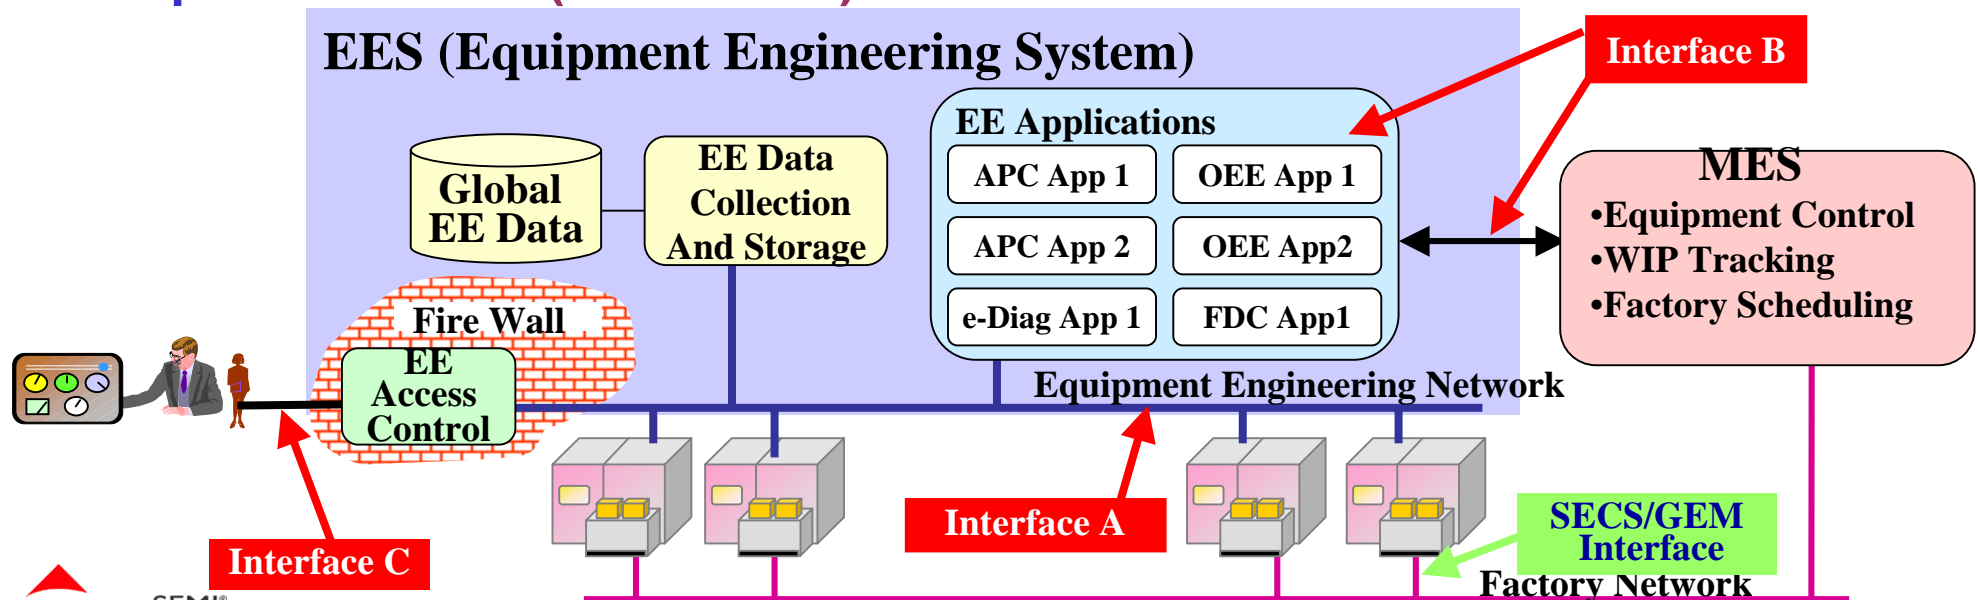 EES (Equipment Engineering System)
Interface B
EE Applications
APC App 1
OEE App 1
APC App 2
OEE App2
e-Diag App 1
FDC App1
Global
EE Data
EE Data
Collection
And Storage
MES
•Equipment Control
•WIP Tracking
•Factory Scheduling
Fire Wall
EE
Access
Control
Equipment Engineering Network
Interface A
Interface C
SECS/GEM
Interface
Factory Network
SEMI®